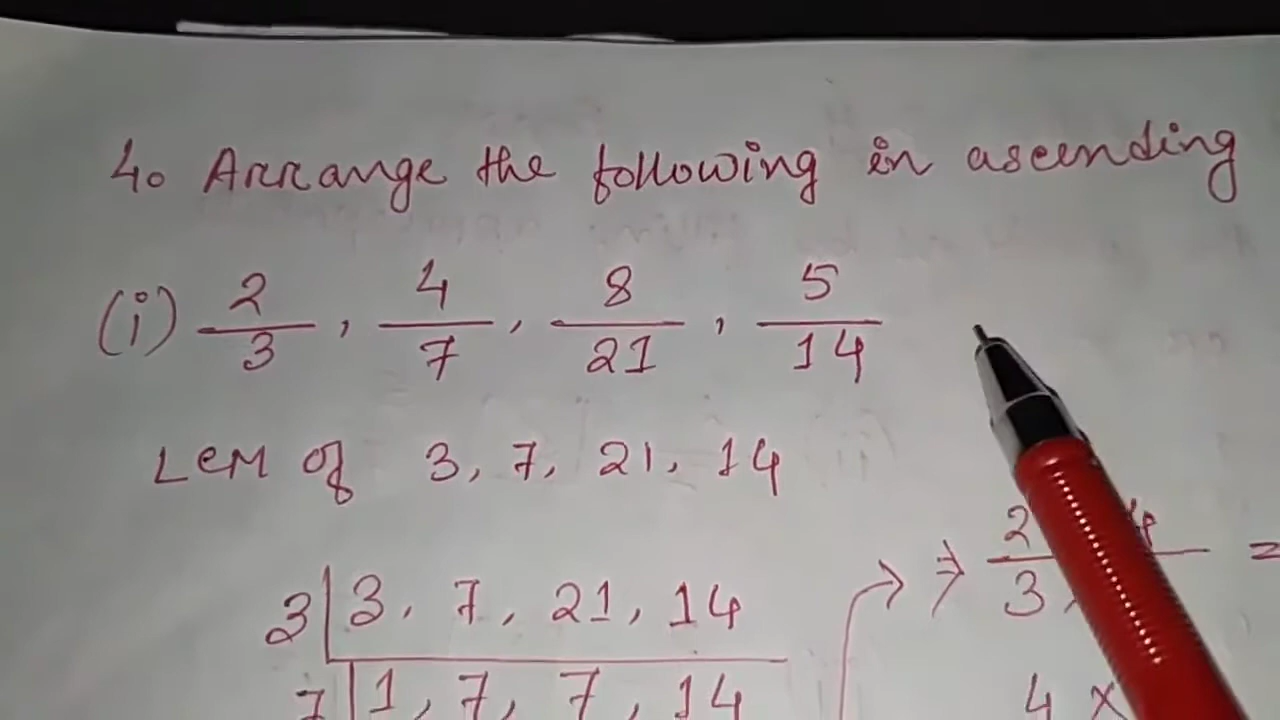 4. Arrange the following in ascending
(i) 2/3, 4/7, 8/21, 5/14
LCM of 3, 7, 21, 14
3 | 3, 7, 21, 14
7 | 1, 7, 7, 14
⇒ 2/3 =
4 ×